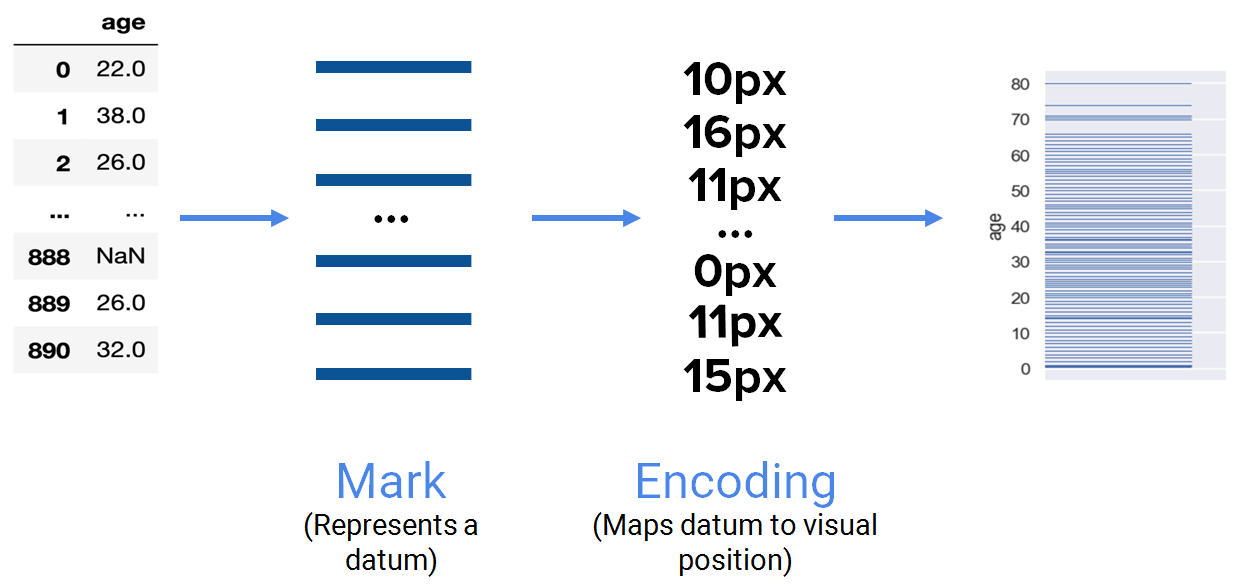 age
0 22.0
1 38.0
2 26.0
... ...
888 NaN
889 26.0
890 32.0
...
10px
16px
11px
...
0px
11px
15px
80
70
60
50
40
30
20
10
0
age
Mark
(Represents a
datum)
Encoding
(Maps datum to visual
position)